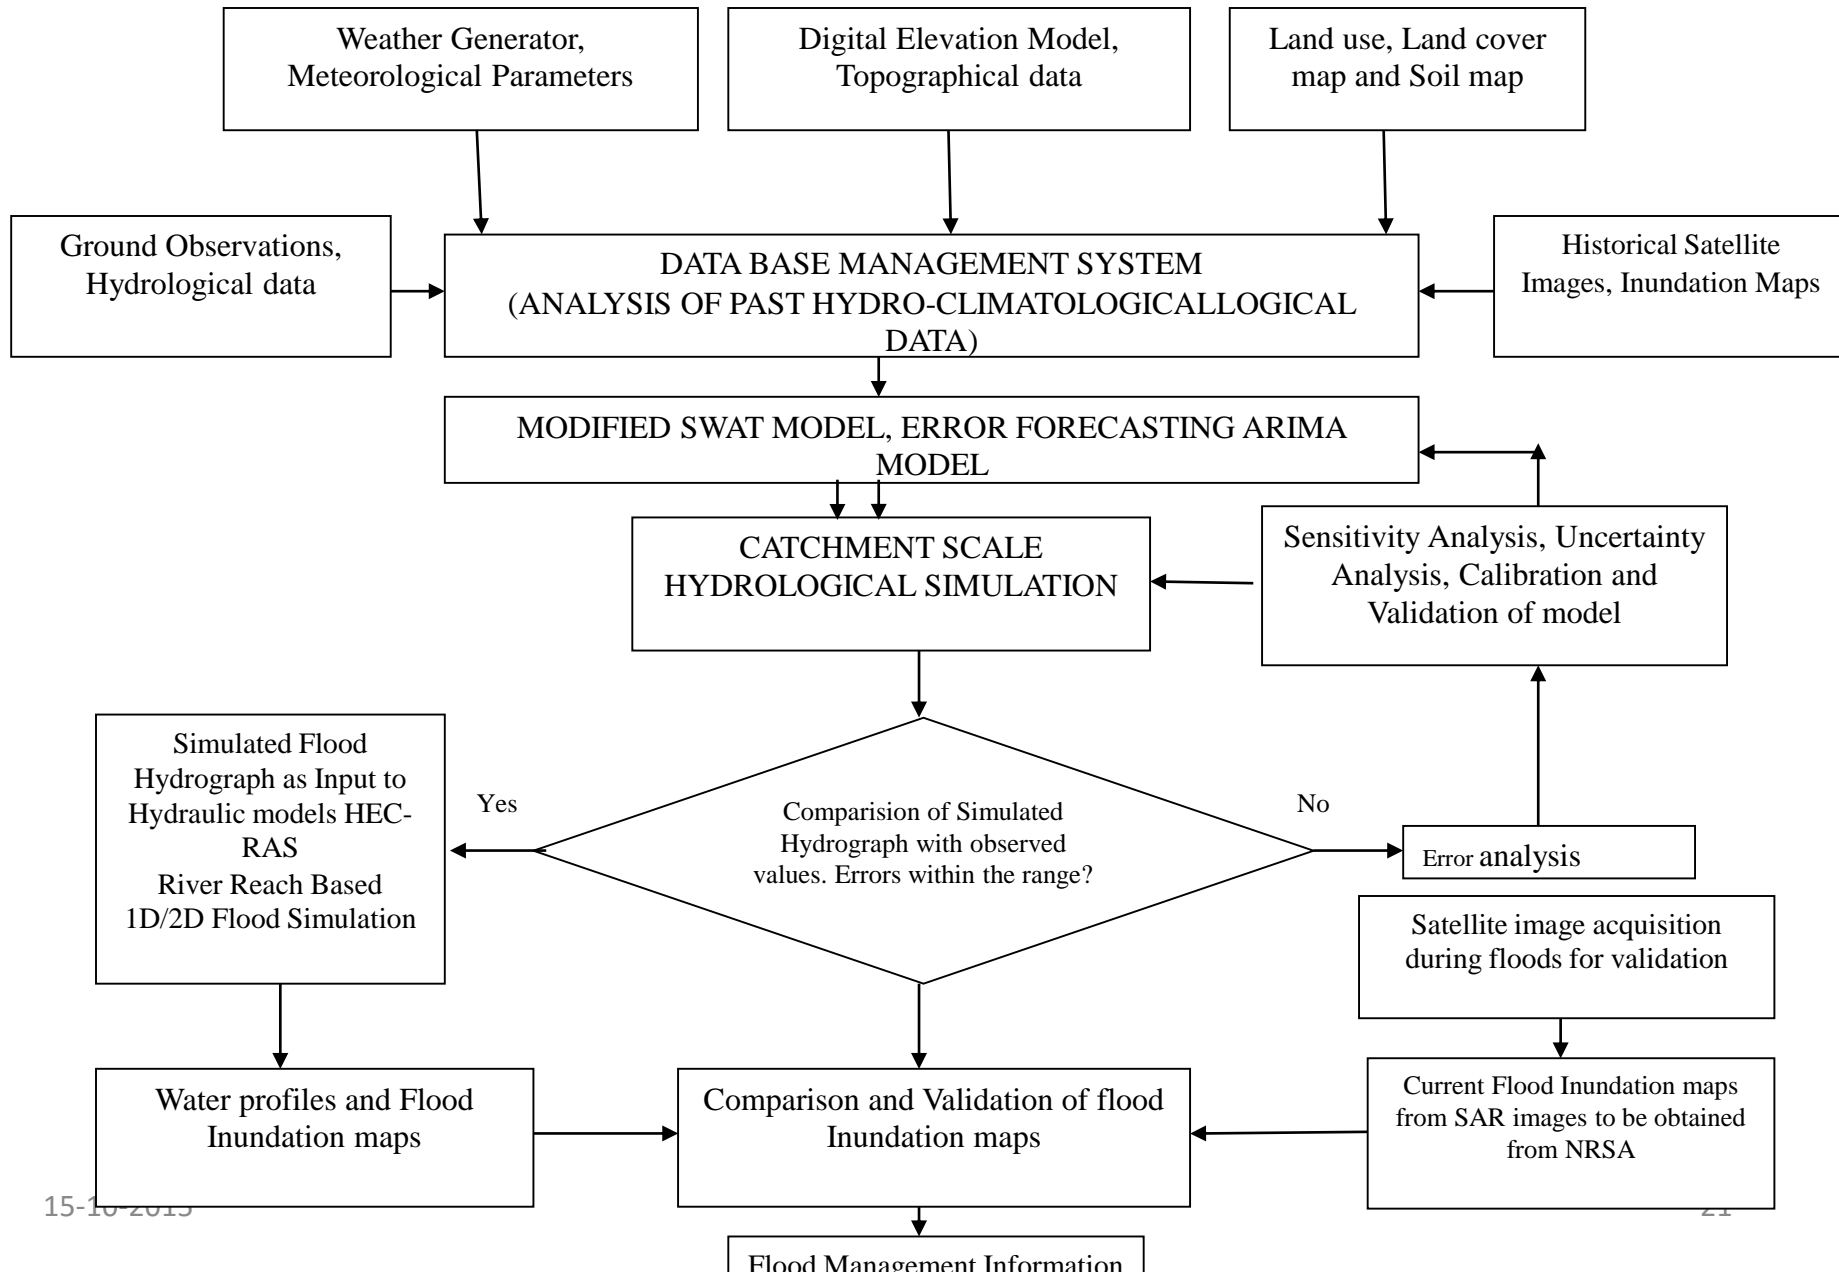 Weather Generator,
Meteorological Parameters
Digital Elevation Model,
Topographical data
Land use, Land cover
map and Soil map
Ground Observations,
Hydrological data
DATA BASE MANAGEMENT SYSTEM
(ANALYSIS OF PAST HYDRO-CLIMATOLOGICALLOGICAL
DATA)
Historical Satellite
Images, Inundation Maps
MODIFIED SWAT MODEL, ERROR FORECASTING ARIMA
MODEL
CATCHMENT SCALE
HYDROLOGICAL SIMULATION
Sensitivity Analysis, Uncertainty
Analysis, Calibration and
Validation of model
Simulated Flood
Hydrograph as Input to
Hydraulic models HEC-
RAS
River Reach Based
1D/2D Flood Simulation
Yes
Comparision of Simulated
Hydrograph with observed
values. Errors within the range?
No
Error analysis
Satellite image acquisition
during floods for validation
Water profiles and Flood
Inundation maps
Comparison and Validation of flood
Inundation maps
Current Flood Inundation maps
from SAR images to be obtained
from NRSA
15-10-2015
21
Flood Management Information